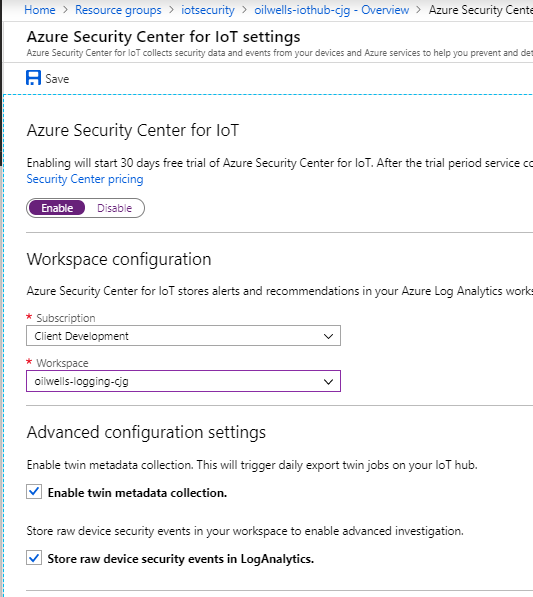 Home > Resource groups > iotsecurity > oilwells-iothub-cjg - Overview > Azure Security Cente
Azure Security Center for IoT settings
Azure Security Center for IoT collects security data and events from your devices and Azure services to help you prevent and det
Save
Azure Security Center for IoT
Enabling will start 30 days free trial of Azure Security Center for IoT. After the trial period service co
Security Center pricing
Enable Disable
Workspace configuration
Azure Security Center for IoT stores alerts and recommendations in your Azure Log Analytics works
* Subscription
Client Development
* Workspace
oilwells-logging-cjg
Advanced configuration settings
Enable twin metadata collection. This will trigger daily export twin jobs on your IoT hub.
Enable twin metadata collection.
Store raw device security events in your workspace to enable advanced investigation.
Store raw device security events in LogAnalytics.